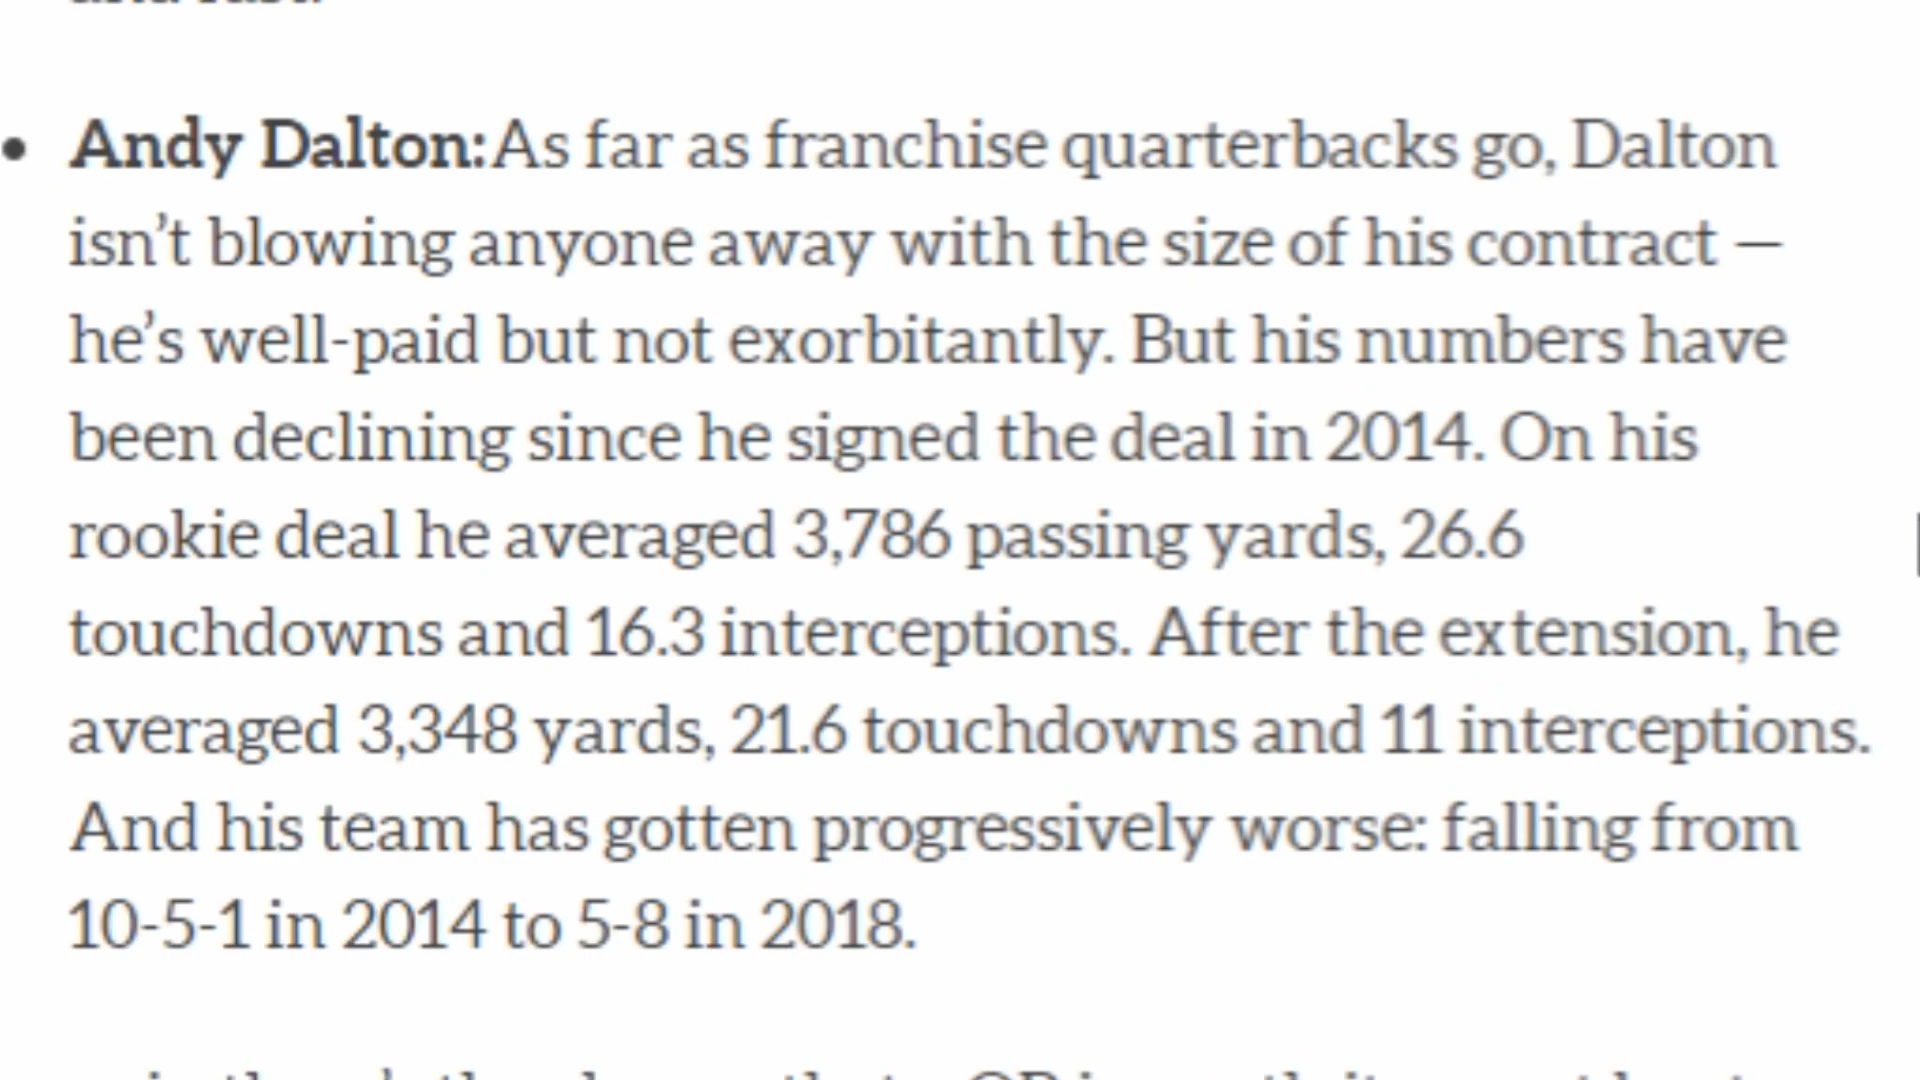 • Andy Dalton: As far as franchise quarterbacks go, Dalton
isn’t blowing anyone away with the size of his contract —
he’s well-paid but not exorbitantly. But his numbers have
been declining since he signed the deal in 2014. On his
rookie deal he averaged 3,786 passing yards, 26.6
touchdowns and 16.3 interceptions. After the extension, he
averaged 3,348 yards, 21.6 touchdowns and 11 interceptions.
And his team has gotten progressively worse: falling from
10-5-1 in 2014 to 5-8 in 2018.